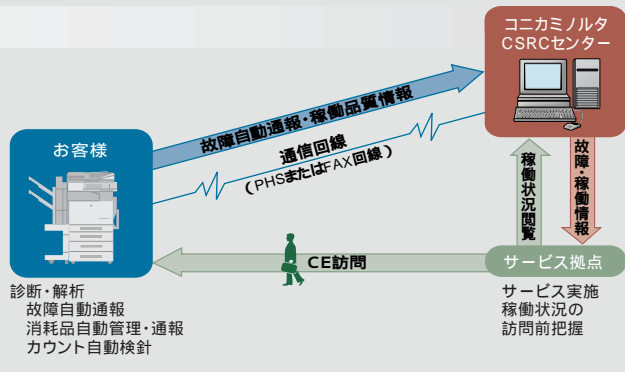 コニカミノルタ
CSRCセンター
故障自動通報・稼働品質情報
お客様
通信回線
（PHSまたはFAX回線）
稼働状況閲覧
故障・稼働情報
CE訪問
サービス拠点
診断・解析
故障自動通報
消耗品自動管理・通報
カウント自動検針
サービス実施
稼働状況の
訪問前把握